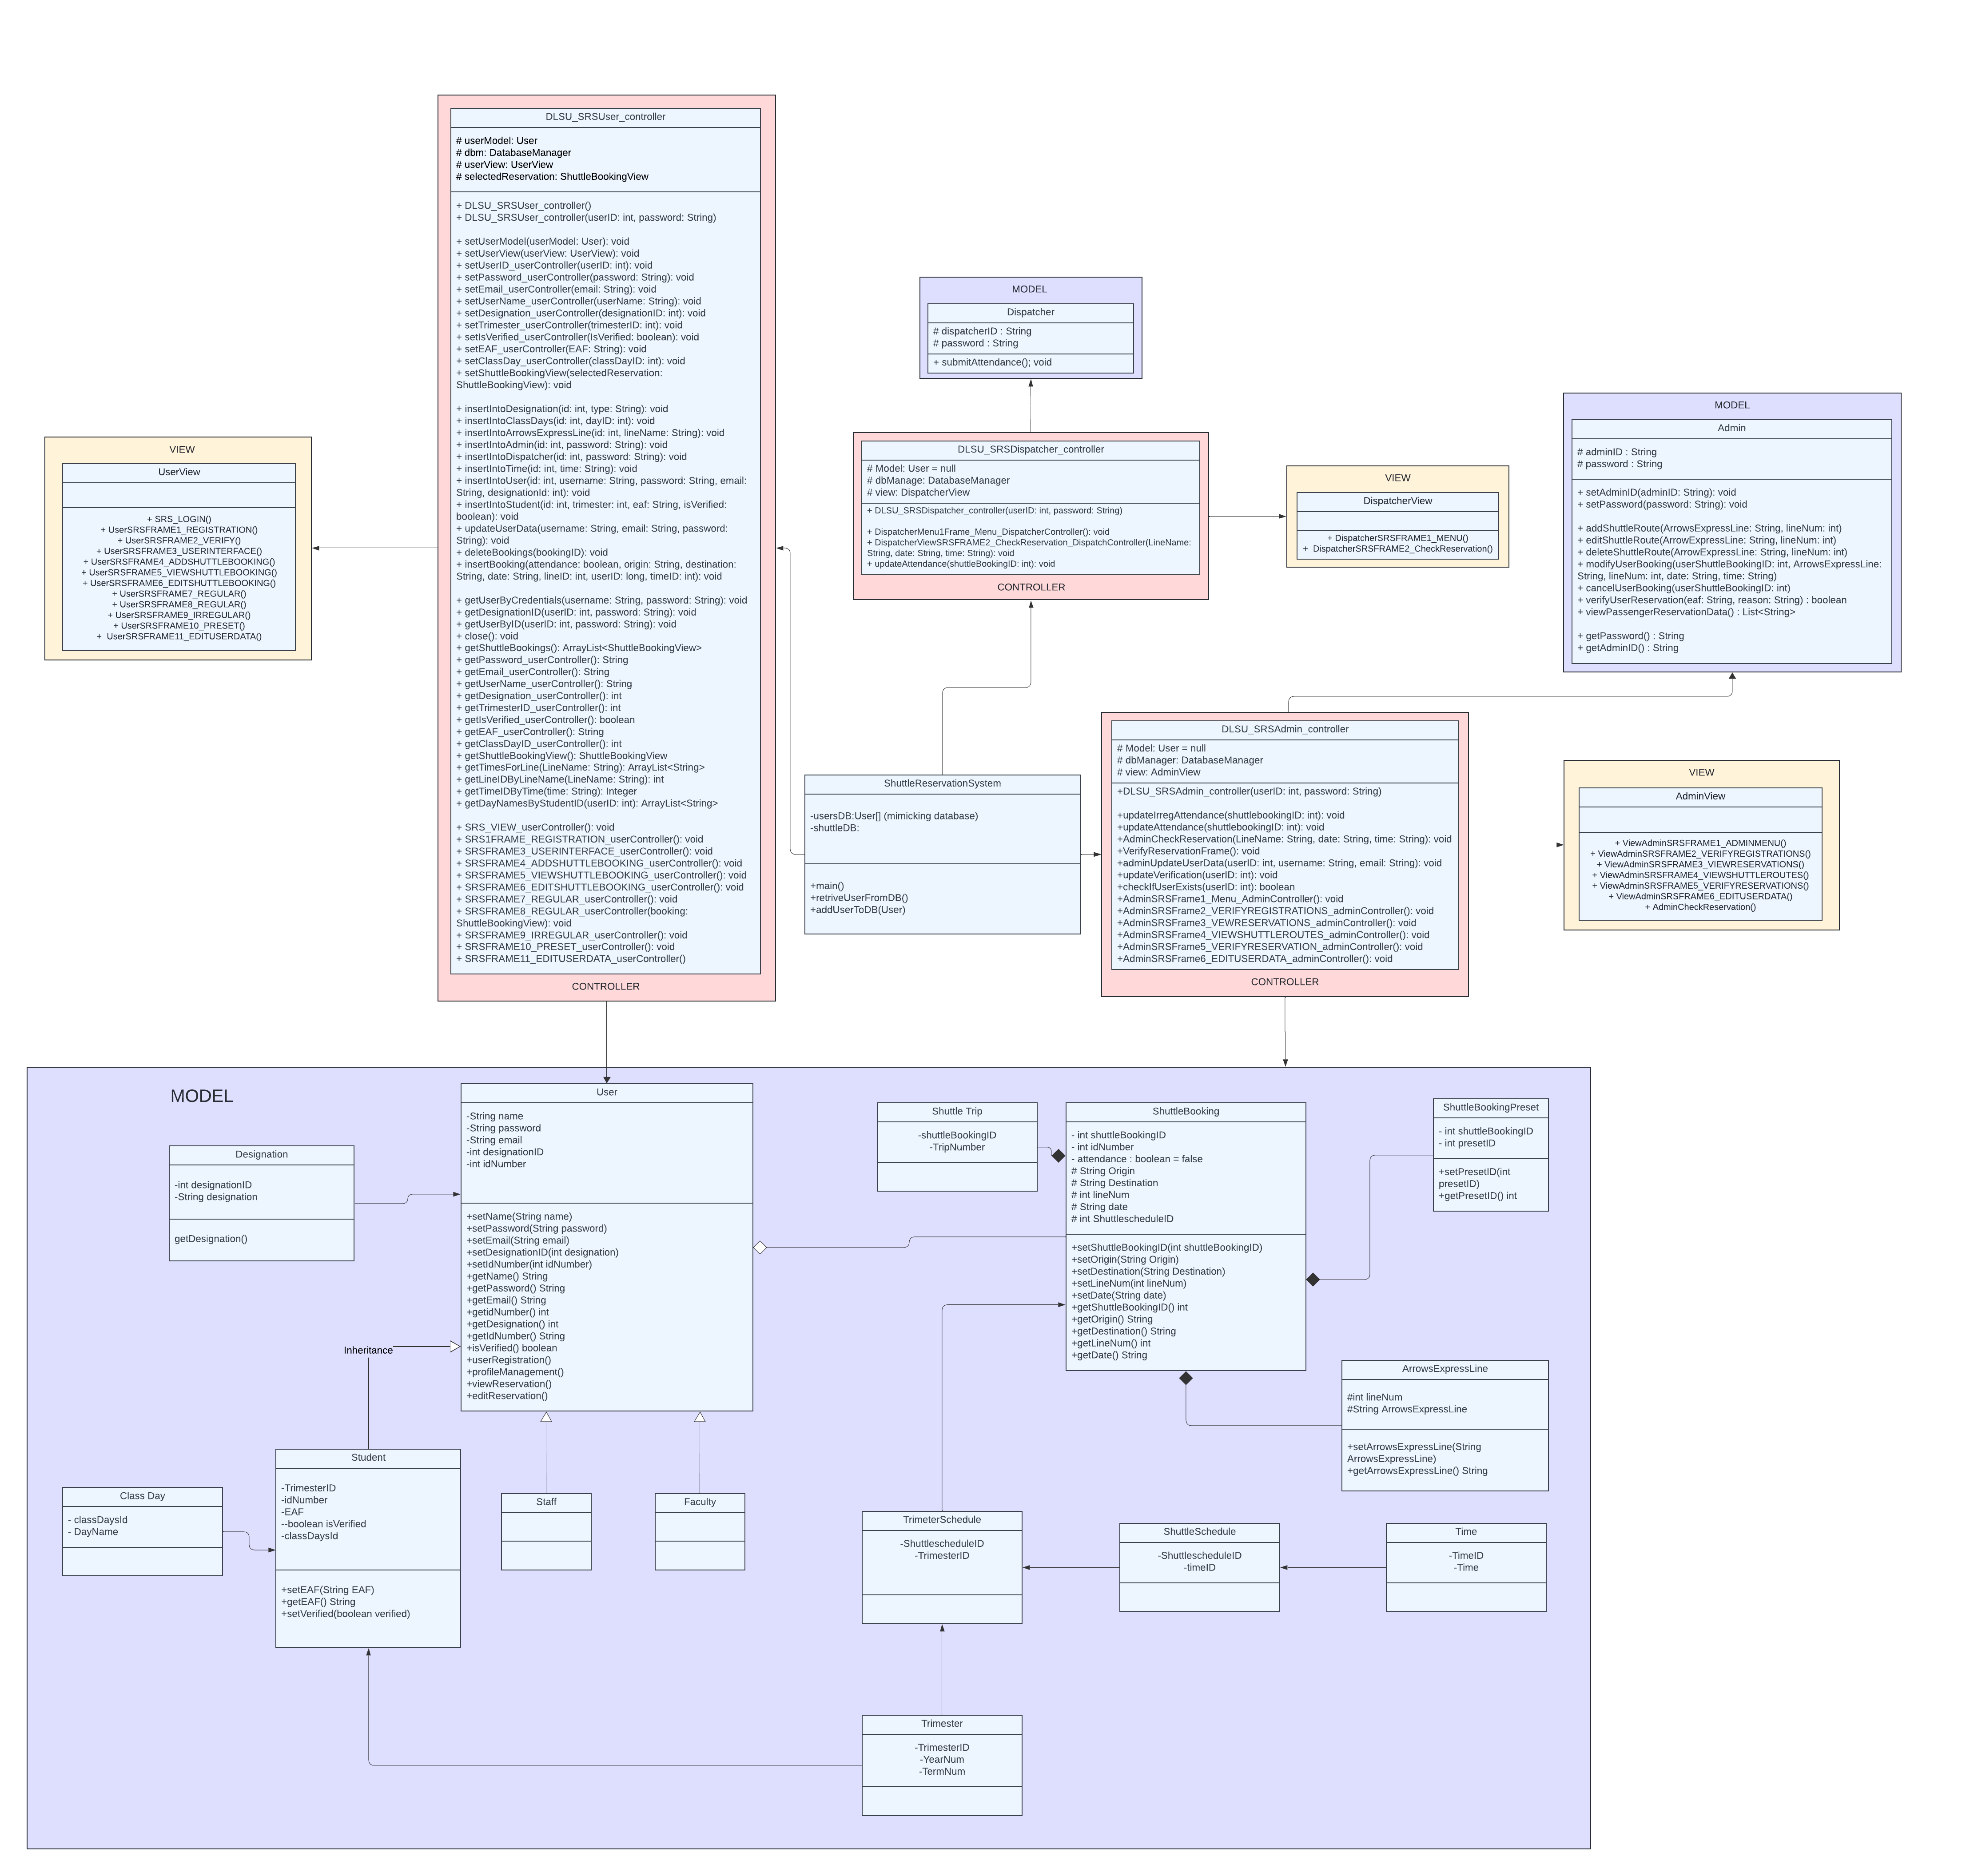 DLSU_SRSUser_controller
# userModel: User
# dbm: DatabaseManager
# userView: UserView
# selectedReservation: ShuttleBookingView
+ DLSU_SRSUser_controller()
+ DLSU_SRSUser_controller(userID: int, password: String)
+ setUserModel(userModel: User): void
+ setUserView(userView: UserView): void
+ setUserID_userController(userID: int): void
+ setPassword_userController(password: String): void
+ setEmail_userController(email: String): void
+ setUserName_userController(userName: String): void
+ setDesignation_userController(designationID: int): void
+ setTrimester_userController(trimesterID: int): void
+ setIsVerified_userController(IsVerified: boolean): void
+ setEAF_userController(EAF: String): void
+ setClassDay_userController(classDayID: int): void
+ setShuttleBookingView(selectedReservation:
ShuttleBookingView): void
+ insertIntoDesignation(id: int, type: String): void
+ insertIntoClassDays(id: int, dayID: int): void
+ insertIntoArrowsExpressLine(id: int, lineName: String): void
+ insertIntoAdmin(id: int, password: String): void
+ insertIntoDispatcher(id: int, password: String): void
+ insertIntoTime(id: int, time: String): void
+ insertIntoUser(id: int, username: String, password: String, email:
String, designationId: int): void
+ insertIntoStudent(id: int, trimester: int, eaf: String, isVerified:
boolean): void
+ updateUserData(username: String, email: String, password:
String): void
+ deleteBookings(bookingID): void
+ insertBooking(attendance: boolean, origin: String, destination:
String, date: String, lineID: int, userID: long, timeID: int): void
+ getUserByCredentials(username: String, password: String): void
+ getDesignationID(userID: int, password: String): void
+ getUserByID(userID: int, password: String): void
+ close(): void
+ getShuttleBookings(): ArrayList<ShuttleBookingView>
+ getPassword_userController(): String
+ getEmail_userController(): String
+ getUserName_userController(): String
+ getDesignation_userController(): int
+ getTrimesterID_userController(): int
+ getIsVerified_userController(): boolean
+ getEAF_userController(): String
+ getClassDayID_userController(): int
+ getShuttleBookingView(): ShuttleBookingView
+ getTimesForLine(LineName: String): ArrayList<String>
+ getLineIDByLineName(LineName: String): int
+ getTimeIDByTime(time: String): Integer
+ getDayNamesByStudentID(userID: int): ArrayList<String>
+ SRS_VIEW_userController(): void
+ SRS1FRAME_REGISTRATION_userController(): void
+ SRSFRAME3_USERINTERFACE_userController(): void
+ SRSFRAME4_ADDSHUTTLEBOOKING_userController(): void
+ SRSFRAME5_VIEWSHUTTLEBOOKING_userController(): void
+ SRSFRAME6_EDITSHUTTLEBOOKING_userController(): void
+ SRSFRAME7_REGULAR_userController(): void
+ SRSFRAME8_REGULAR_userController(booking:
ShuttleBookingView): void
+ SRSFRAME9_IRREGULAR_userController(): void
+ SRSFRAME10_PRESET_userController(): void
+ SRSFRAME11_EDITUSERDATA_userController()
CONTROLLER
VIEW
UserView
+ SRS_LOGIN()
+ UserSRSFRAME1_REGISTRATION()
+ UserSRSFRAME2_VERIFY()
+ UserSRSFRAME3_USERINTERFACE()
+ UserSRSFRAME4_ADDSHUTTLEBOOKING()
+ UserSRSFRAME5_VIEWSHUTTLEBOOKING()
+ UserSRSFRAME6_EDITSHUTTLEBOOKING()
+ UserSRSFRAME7_REGULAR()
+ UserSRSFRAME8_REGULAR()
+ UserSRSFRAME9_IRREGULAR()
+ UserSRSFRAME10_PRESET()
+ UserSRSFRAME11_EDITUSERDATA()
MODEL
Dispatcher
# dispatcherID : String
# password : String
+ submitAttendance(); void
DLSU_SRSDispatcher_controller
# Model: User = null
# dbManage: DatabaseManager
# view: DispatcherView
+ DLSU_SRSDispatcher_controller(userID: int, password: String)
+ DispatcherMenu1Frame_Menu_DispatcherController(): void
+ DispatcherViewSRSFRAME2_CheckReservation_DispatchController(LineName:
String, date: String, time: String): void
+ updateAttendance(shuttleBookingID: int): void
CONTROLLER
VIEW
DispatcherView
+ DispatcherSRSFRAME1_MENU()
+ DispatcherSRSFRAME2_CheckReservation()
MODEL
Admin
# adminID : String
# password : String
+ setAdminID(adminID: String): void
+ setPassword(password: String): void
+ addShuttleRoute(ArrowsExpressLine: String, lineNum: int)
+ editShuttleRoute(ArrowExpressLine: String, lineNum: int)
+ deleteShuttleRoute(ArrowExpressLine: String, lineNum: int)
+ modifyUserBooking(userShuttleBookingID: int, ArrowsExpressLine:
String, lineNum: int, date: String, time: String)
+ cancelUserBooking(userShuttleBookingID: int)
+ verifyUserReservation(eaf: String, reason: String) : boolean
+ viewPassengerReservationData() : List<String>
+ getPassword() : String
+ getAdminID() : String
ShuttleReservationSystem
-usersDB:User[] (mimicking database)
-shuttleDB:
+main()
+retriveUserFromDB()
+addUserToDB(User)
DLSU_SRSAdmin_controller
# Model: User = null
# dbManager: DatabaseManager
# view: AdminView
+DLSU_SRSAdmin_controller(userID: int, password: String)
+updateIrregAttendance(shuttlebookingID: int): void
+updateAttendance(shuttlebookingID: int): void
+AdminCheckReservation(LineName: String, date: String, time: String): void
+VerifyReservationFrame(): void
+adminUpdateUserData(userID: int, username: String, email: String): void
+updateVerification(userID: int): void
+checkIfUserExists(userID: int): boolean
+AdminSRSFrame1_Menu_AdminController(): void
+AdminSRSFrame2_VERIFYREGISTRATIONS_adminController(): void
+AdminSRSFrame3_VEWRESERVATIONS_adminController(): void
+AdminSRSFrame4_VIEWSHUTTLEROUTES_adminController(): void
+AdminSRSFrame5_VERIFYRESERVATION_adminController(): void
+AdminSRSFrame6_EDITUSERDATA_adminController(): void
CONTROLLER
VIEW
AdminView
+ ViewAdminSRSFRAME1_ADMINMENU()
+ ViewAdminSRSFRAME2_VERIFYREGISTRATIONS()
+ ViewAdminSRSFRAME3_VIEWRESERVATIONS()
+ ViewAdminSRSFRAME4_VIEWSHUTTLEROUTES()
+ ViewAdminSRSFRAME5_VERIFYRESERVATIONS()
+ ViewAdminSRSFRAME6_EDITUSERDATA()
+ AdminCheckReservation()
MODEL
Designation
-int designationID
-String designation
getDesignation()
User
-String name
-String password
-String email
-int designationID
-int idNumber
+setName(String name)
+setPassword(String password)
+setEmail(String email)
+setDesignationID(int designation)
+setIdNumber(int idNumber)
+getName() String
+getPassword() String
+getEmail() String
+getidNumber() int
+getDesignation() int
+getIdNumber() String
+isVerified() boolean
+userRegistration()
+profileManagement()
+viewReservation()
+editReservation()
Inheritance
Shuttle Trip
-shuttleBookingID
-TripNumber
ShuttleBooking
- int shuttleBookingID
- int idNumber
- attendance : boolean = false
# String Origin
# String Destination
# int lineNum
# String date
# int ShuttlescheduleID
+setShuttleBookingID(int shuttleBookingID)
+setOrigin(String Origin)
+setDestination(String Destination)
+setLineNum(int lineNum)
+setDate(String date)
+getShuttleBookingID() int
+getOrigin() String
+getDestination() String
+getLineNum() int
+getDate() String
ShuttleBookingPreset
- int shuttleBookingID
- int presetID
+setPresetID(int
presetID)
+getPresetID() int
ArrowsExpressLine
#int lineNum
#String ArrowsExpressLine
+setArrowsExpressLine(String
ArrowsExpressLine)
+getArrowsExpressLine() String
Student
-TrimesterID
-idNumber
-EAF
--boolean isVerified
-classDaysId
+setEAF(String EAF)
+getEAF() String
+setVerified(boolean verified)
Class Day
- classDaysId
- DayName
Staff
Faculty
TrimeterSchedule
-ShuttlescheduleID
-TrimesterID
ShuttleSchedule
-ShuttlescheduleID
-timeID
Time
-TimeID
-Time
Trimester
-TrimesterID
-YearNum
-TermNum